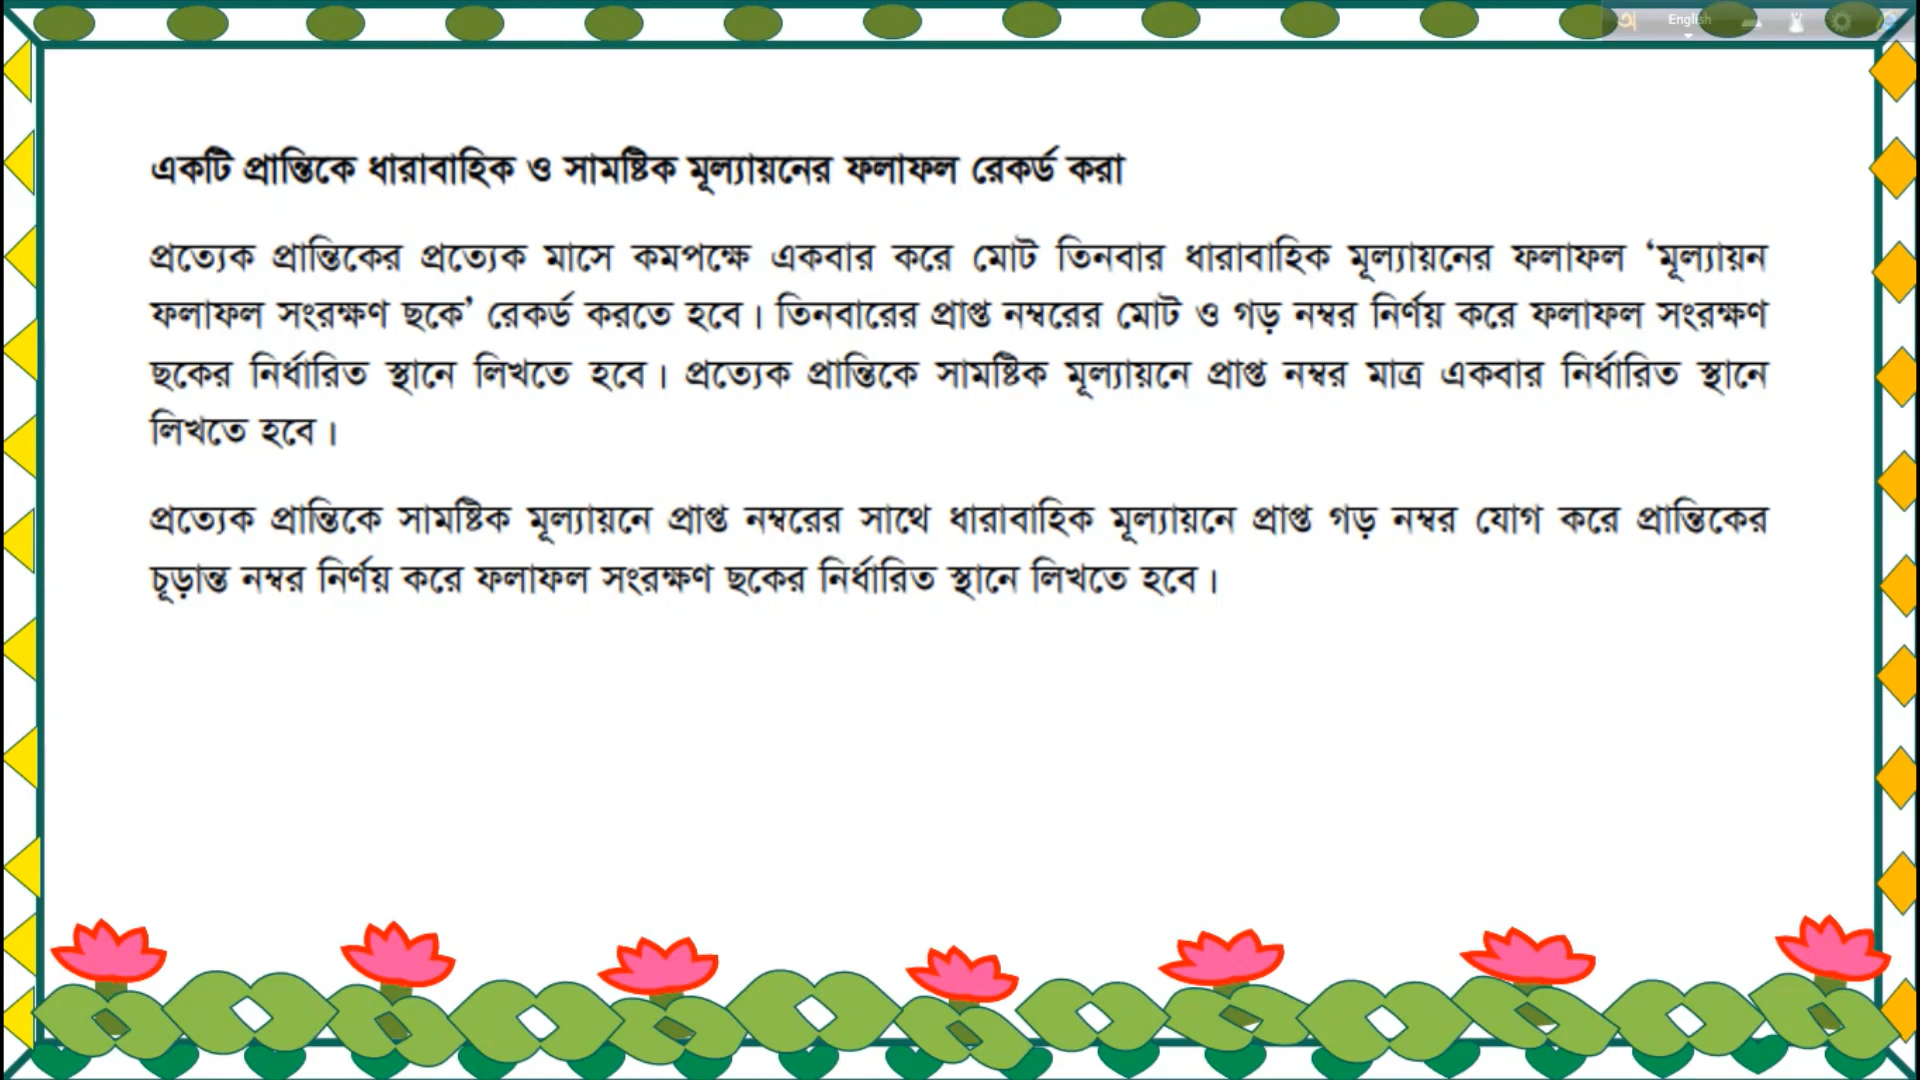 English
একটি প্রান্তিকে ধারাবাহিক ও সামষ্টিক মূল্যায়নের ফলাফল রেকর্ড করা
প্রত্যেক প্রান্তিকের প্রত্যেক মাসে কমপক্ষে একবার করে মোট তিনবার ধারাবাহিক মূল্যায়নের ফলাফল ‘মূল্যায়ন
ফলাফল সংরক্ষণ ছকে’ রেকর্ড করতে হবে। তিনবারের প্রাপ্ত নম্বরের মোট ও গড় নম্বর নির্ণয় করে ফলাফল সংরক্ষণ
ছকের নির্ধারিত স্থানে লিখতে হবে। প্রত্যেক প্রান্তিকে সামষ্টিক মূল্যায়নে প্রাপ্ত নম্বর মাত্র একবার নির্ধারিত স্থানে
লিখতে হবে।
প্রত্যেক প্রান্তিকে সামষ্টিক মূল্যায়নে প্রাপ্ত নম্বরের সাথে ধারাবাহিক মূল্যায়নে প্রাপ্ত গড় নম্বর যোগ করে প্রান্তিকের
চূড়ান্ত নম্বর নির্ণয় করে ফলাফল সংরক্ষণ ছকের নির্ধারিত স্থানে লিখতে হবে।